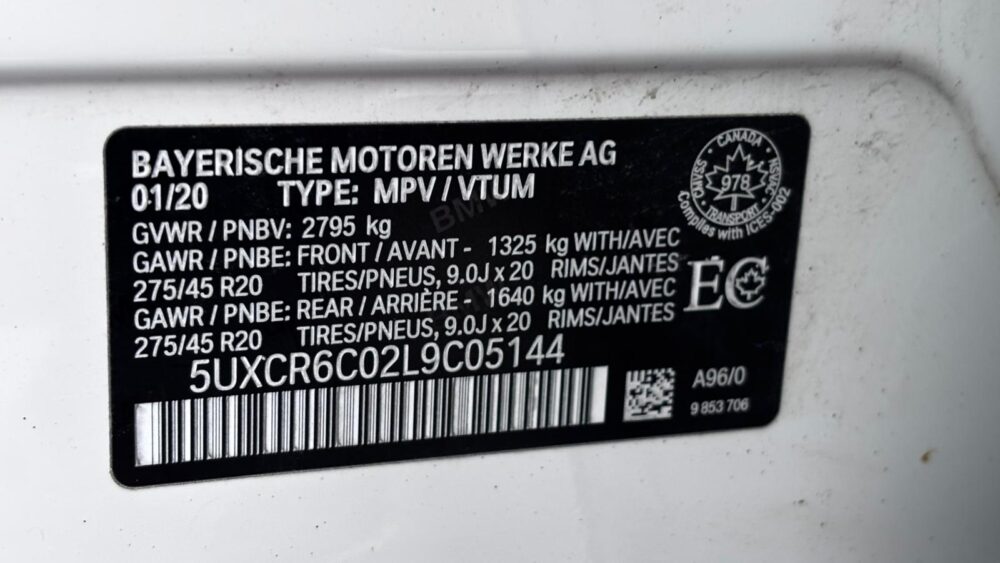 BAYERISCHE MOTOREN WERKE AG
01/20 TYPE: MPV / VTUM
GVWR / PNBV: 2795 kg
GAWR / PNBE: FRONT / AVANT - 1325 kg WITH/AVEC
275/45 R20 TIRES/PNEUS, 9.0J x 20 RIMS/JANTES
GAWR / PNBE: REAR / ARRIÈRE - 1640 kg WITH/AVEC
275/45 R20 TIRES/PNEUS, 9.0J x 20 RIMS/JANTES
5UXCR6C02L9C05144
CANADA
CMVSS
NSVAC
978
TRANSPORT
Complies with ICES-002
EC
A96/0
9 853 706